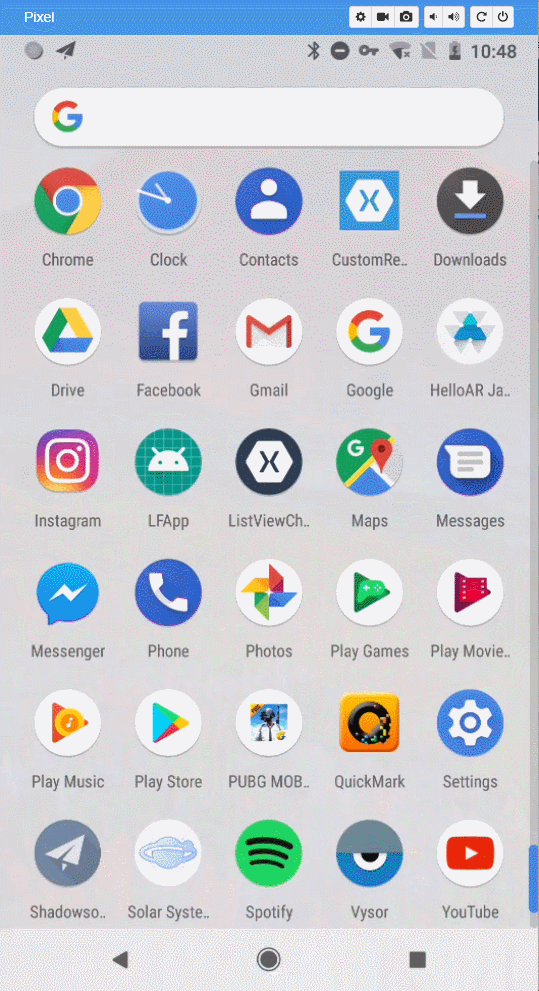 Pixel
10:48
Chrome
Clock
Contacts
CustomRe..
Downloads
Drive
Facebook
Gmail
Google
HelloAR Ja..
Instagram
LFApp
ListViewCh..
Maps
Messages
Messenger
Phone
Photos
Play Games
Play Movie..
Play Music
Play Store
PUBG MOB..
QuickMark
Settings
Shadowso..
Solar Syste..
Spotify
Vysor
YouTube